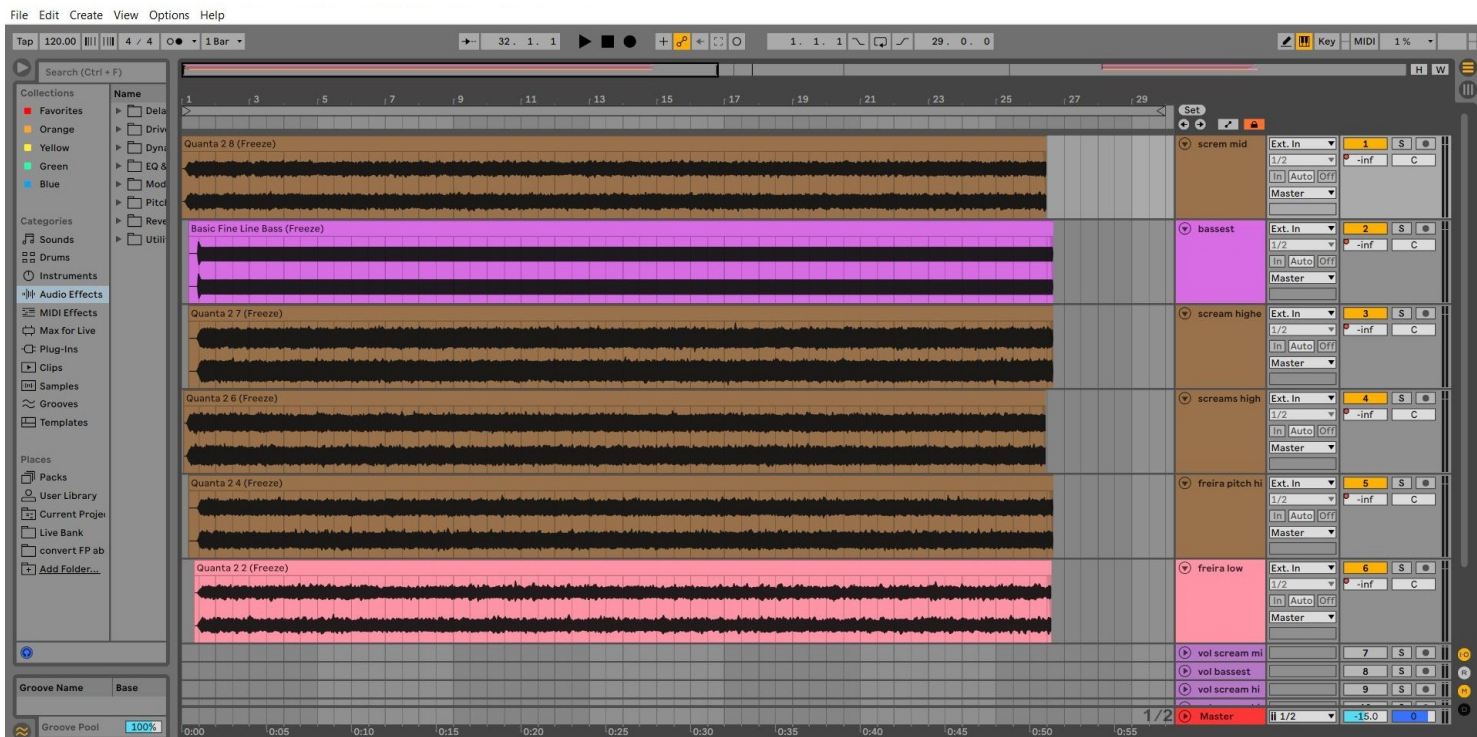 File Edit Create View Options Help
Tap 120.00 4 / 4 1 Bar 32. 1. 1 1. 1. 1 29. 0. 0 Key MIDI 1%
Search (Ctrl + F)
H W
Collections Name
1 3 5 7 9 11 13 15 17 19 21 23 25 27 29
Favorites Dela
Set
Orange Driv
Yellow Dyna
Green EQ &
Blue Mod
Pitch
Categories Reve
Sounds Utili
Drums
Instruments
Audio Effects
MIDI Effects
Max for Live
Plug-Ins
Clips
Samples
Grooves
Templates
Places
Packs
User Library
Current Projec
Live Bank
convert FP ab
Add Folder...
Groove Name Base
Groove Pool 100%
Quanta 2 8 (Freeze) screm mid Ext. In 1 S
1/2 -inf C
In Auto Off
Master
Basic Fine Line Bass (Freeze) bassest Ext. In 2 S
1/2 -inf C
In Auto Off
Master
Quanta 2 7 (Freeze) scream highe Ext. In 3 S
1/2 -inf C
In Auto Off
Master
Quanta 2 6 (Freeze) screams high Ext. In 4 S
1/2 -inf C
In Auto Off
Master
Quanta 2 4 (Freeze) freira pitch hi Ext. In 5 S
1/2 -inf C
In Auto Off
Master
Quanta 2 2 (Freeze) freira low Ext. In 6 S
1/2 -inf C
In Auto Off
Master
vol scream mi 7 S
I·O
vol bassest 8 S
R
vol scream hi 9 S
M
D
1/2 Master 1/2 -15.0 0
0:00 0:05 0:10 0:15 0:20 0:25 0:30 0:35 0:40 0:45 0:50 0:55